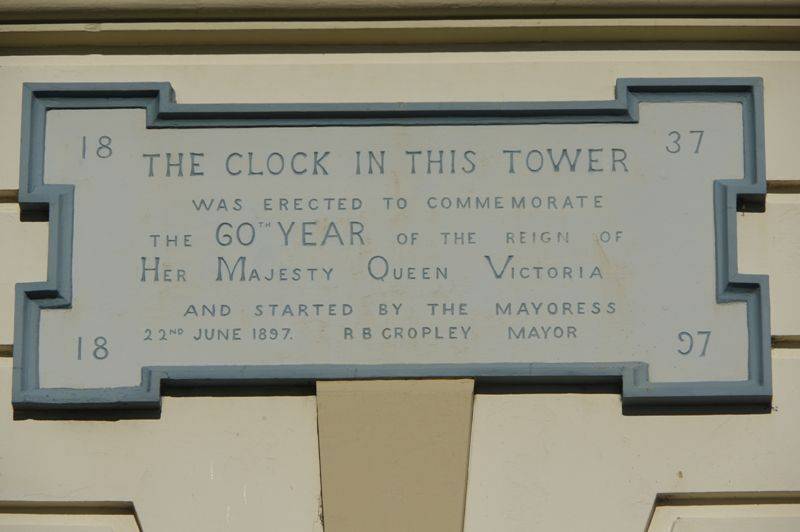 18 37
THE CLOCK IN THIS TOWER
WAS ERECTED TO COMMEMORATE
THE 60TH YEAR OF THE REIGN OF
HER MAJESTY QUEEN VICTORIA
AND STARTED BY THE MAYORESS
22ND JUNE 1897. R B CROPLEY MAYOR
18 97